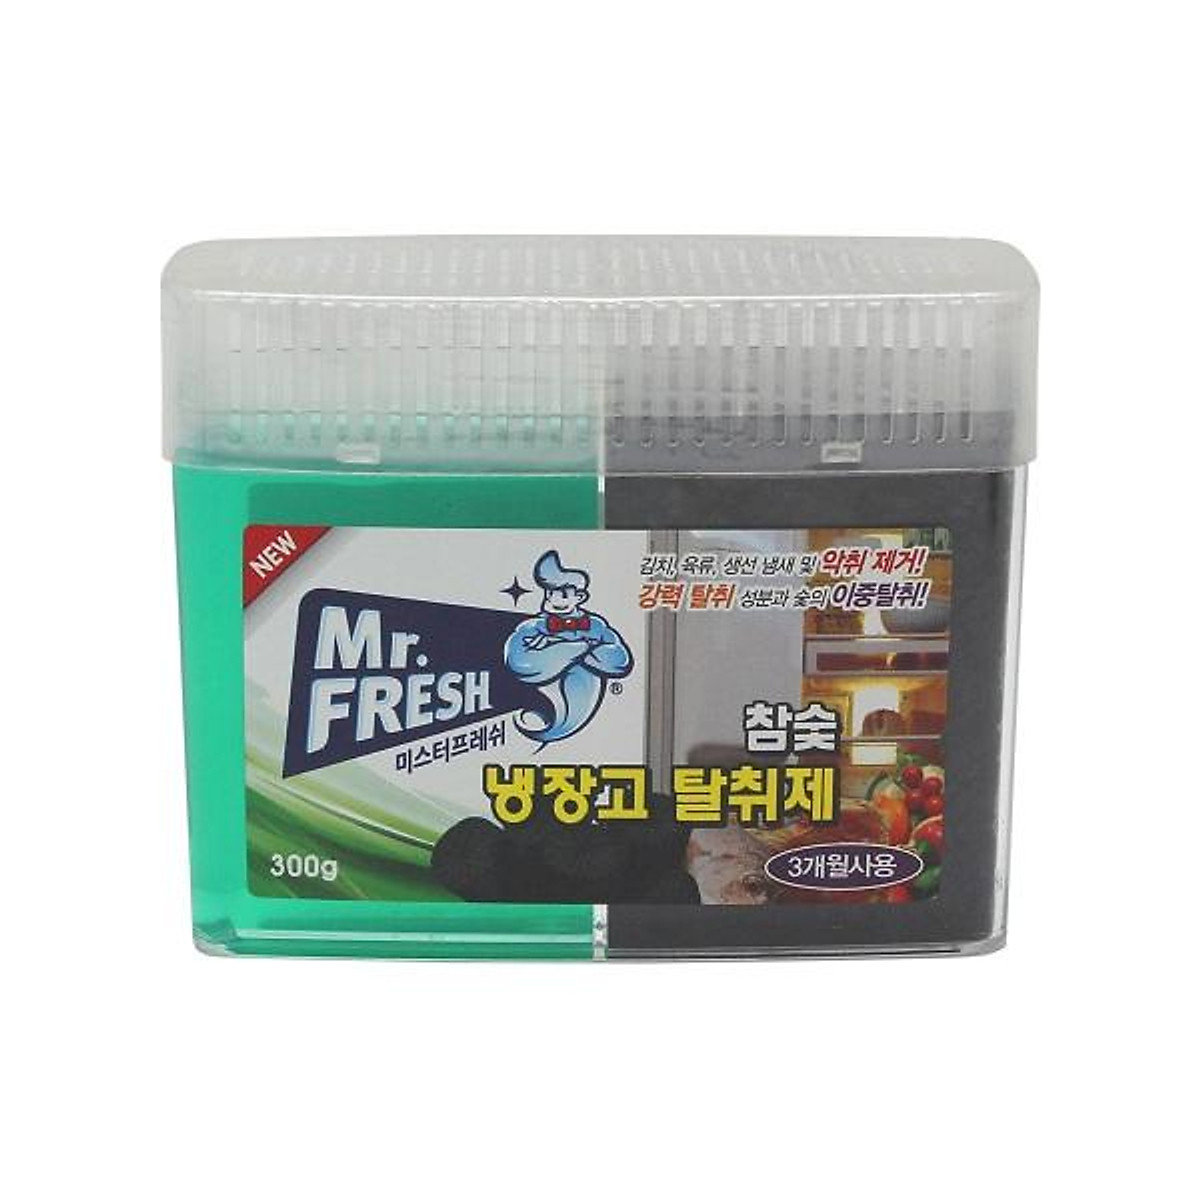 NEW
김치, 육류, 생선 냄새 및 악취 제거!
강력 탈취 성분과 숯의 이중탈취!
Mr.
FRESH
®
미스터프레쉬
참숯
냉장고 탈취제
300g
3개월사용